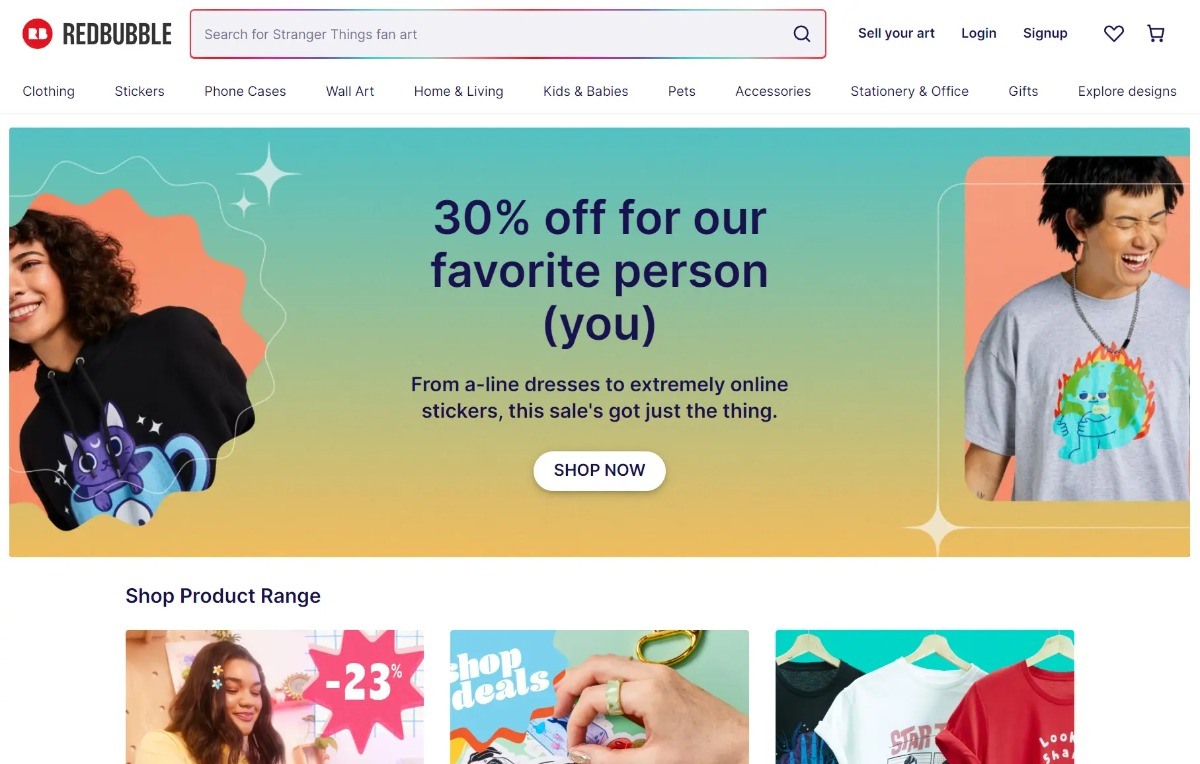 RB REDBUBBLE
Search for Stranger Things fan art
Sell your art
Login
Signup
Clothing
Stickers
Phone Cases
Wall Art
Home & Living
Kids & Babies
Pets
Accessories
Stationery & Office
Gifts
Explore designs
30% off for our
favorite person
(you)
From a-line dresses to extremely online
stickers, this sale's got just the thing.
SHOP NOW
Shop Product Range
-23%
shop
deals
START
Look
sha